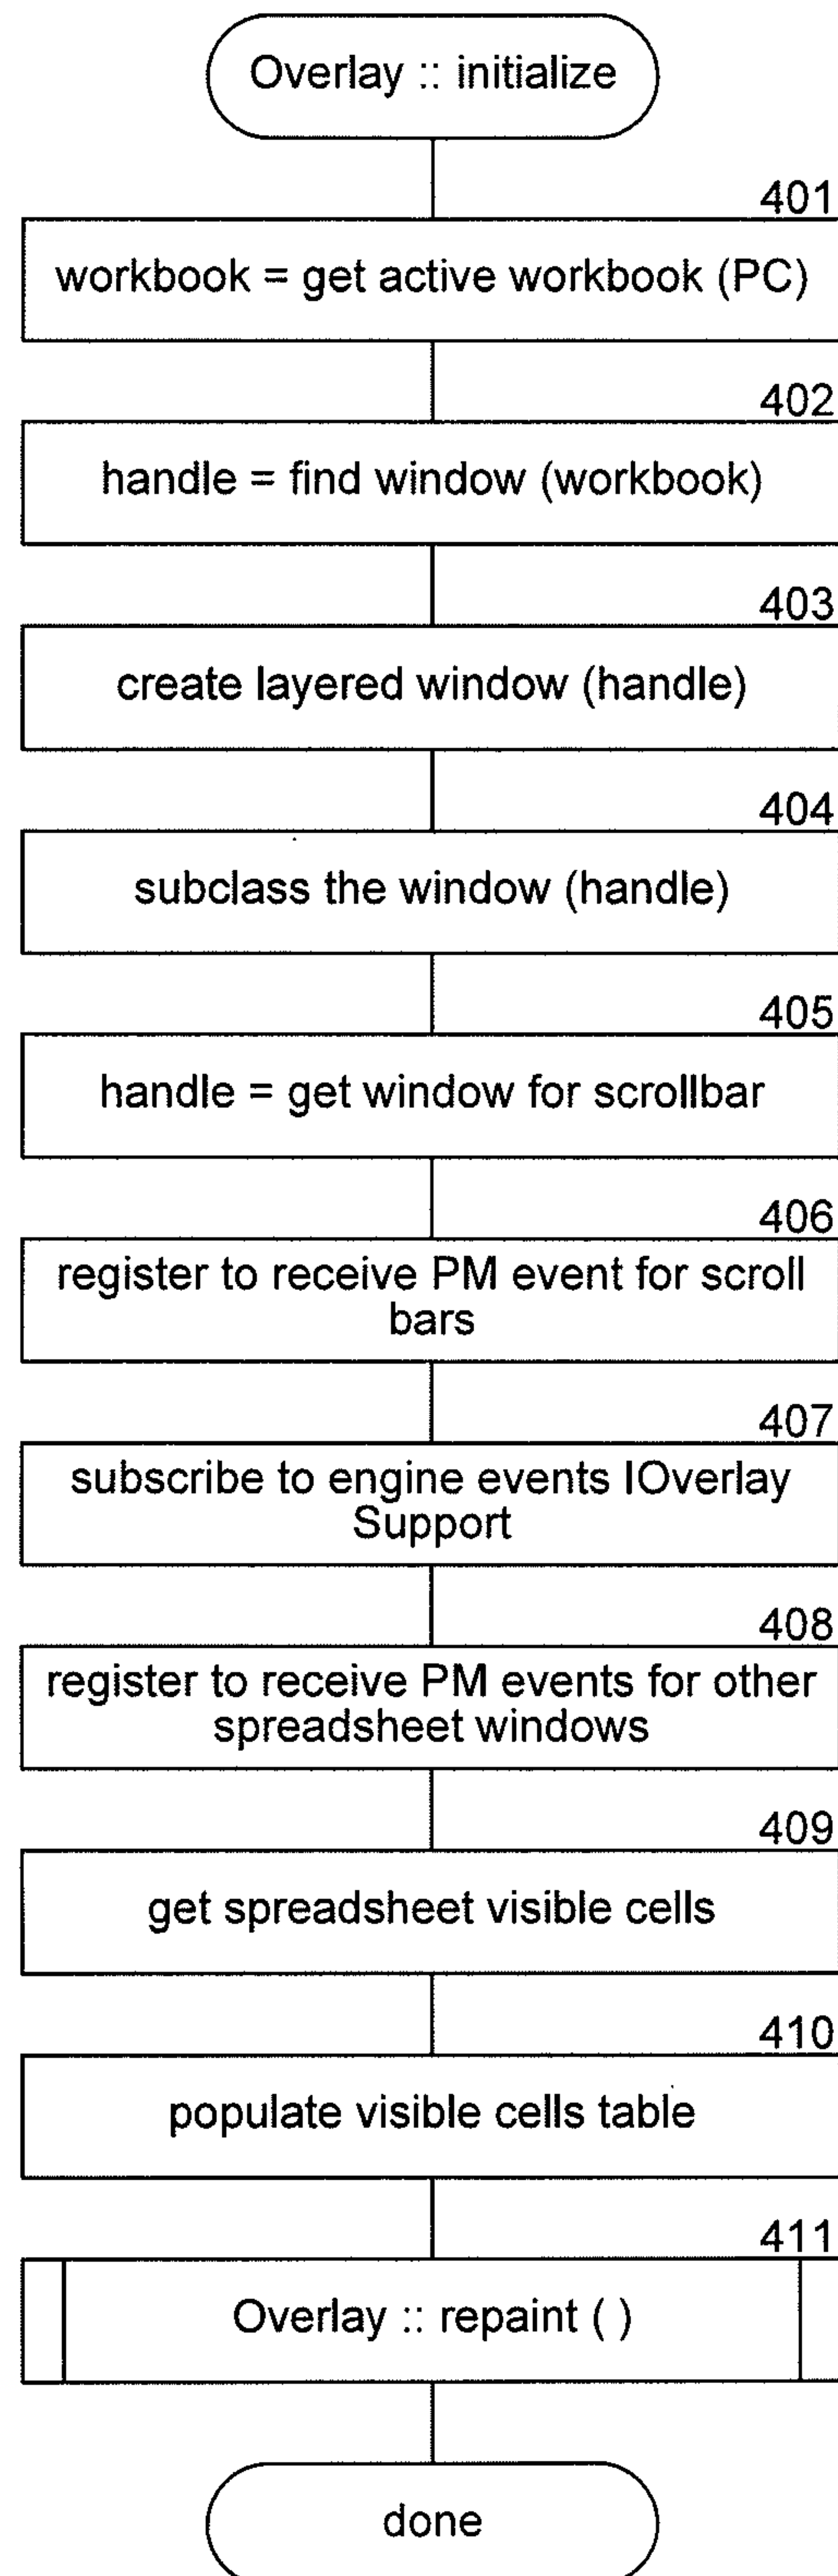 Overlay :: initialize
401
workbook = get active workbook (PC)
402
handle = find window (workbook)
403
create layered window (handle)
404
subclass the window (handle)
405
handle = get window for scrollbar
406
register to receive PM event for scroll
bars
407
subscribe to engine events IOverlay
Support
408
register to receive PM events for other
spreadsheet windows
409
get spreadsheet visible cells
410
populate visible cells table
411
Overlay :: repaint ( )
done